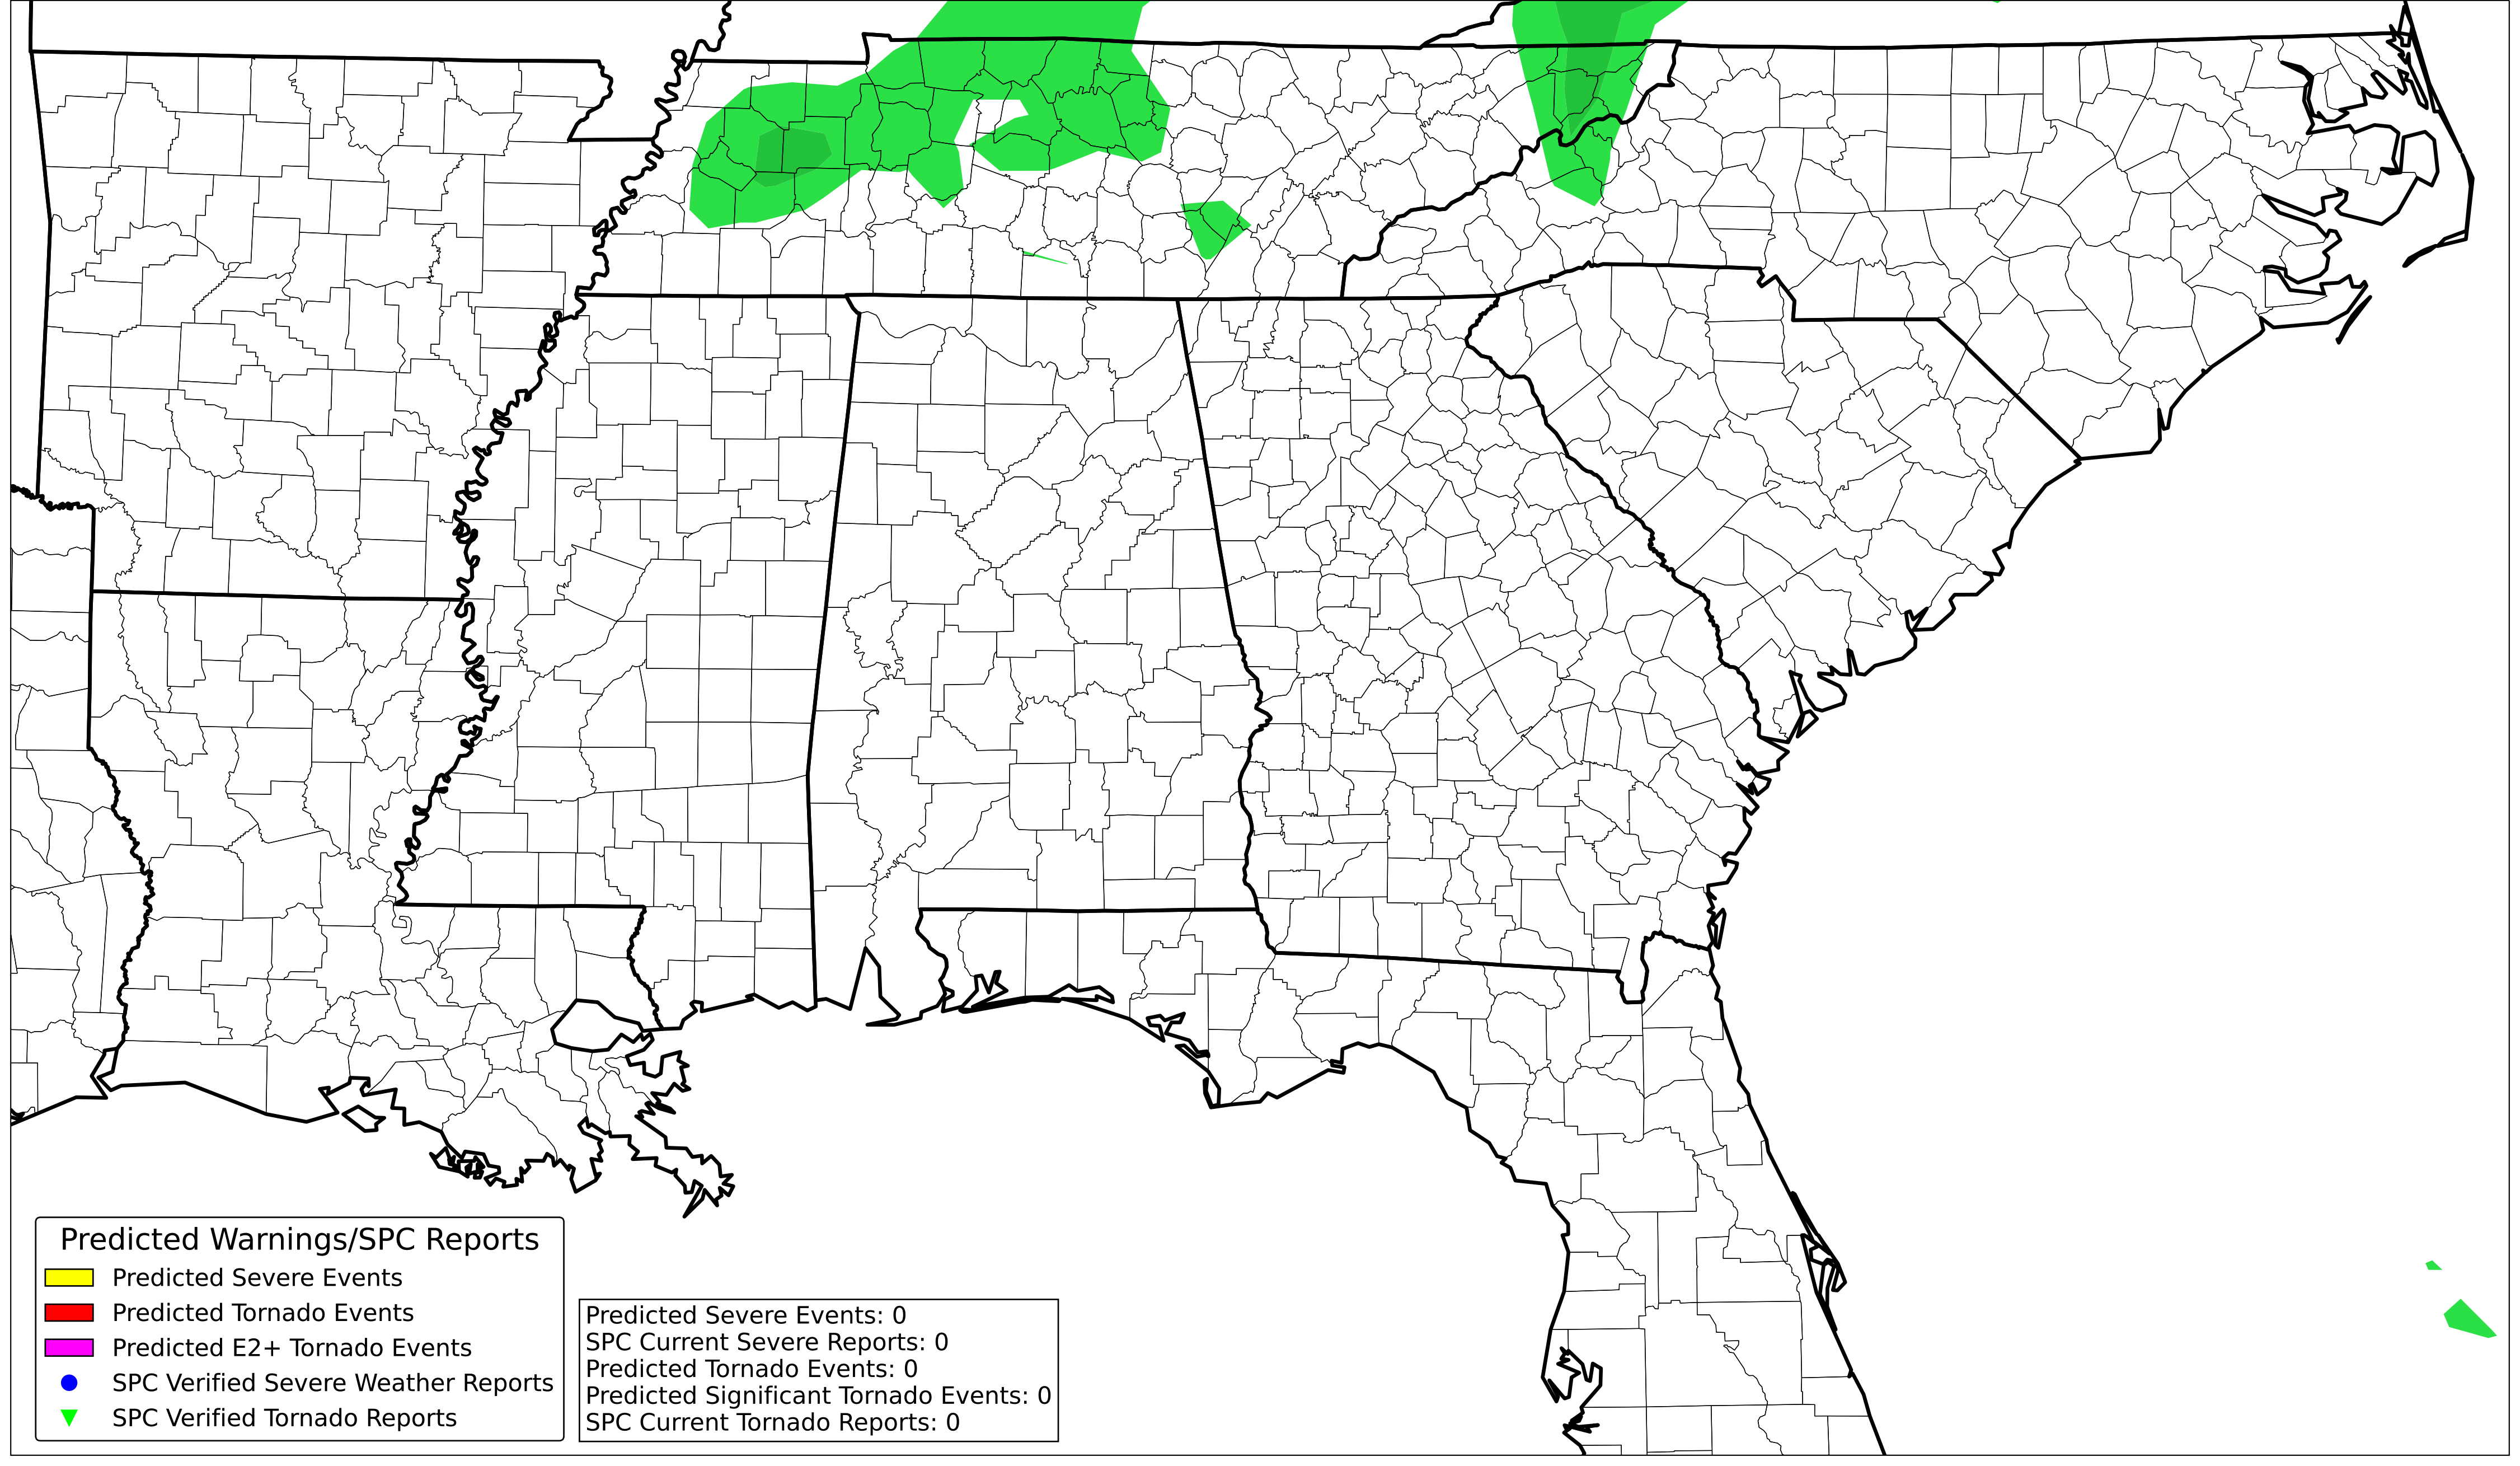 Predicted Warnings/SPC Reports
Predicted Severe Events
Predicted Tornado Events
Predicted E2+ Tornado Events
SPC Verified Severe Weather Reports
SPC Verified Tornado Reports
Predicted Severe Events: 0
SPC Current Severe Reports: 0
Predicted Tornado Events: 0
Predicted Significant Tornado Events: 0
SPC Current Tornado Reports: 0